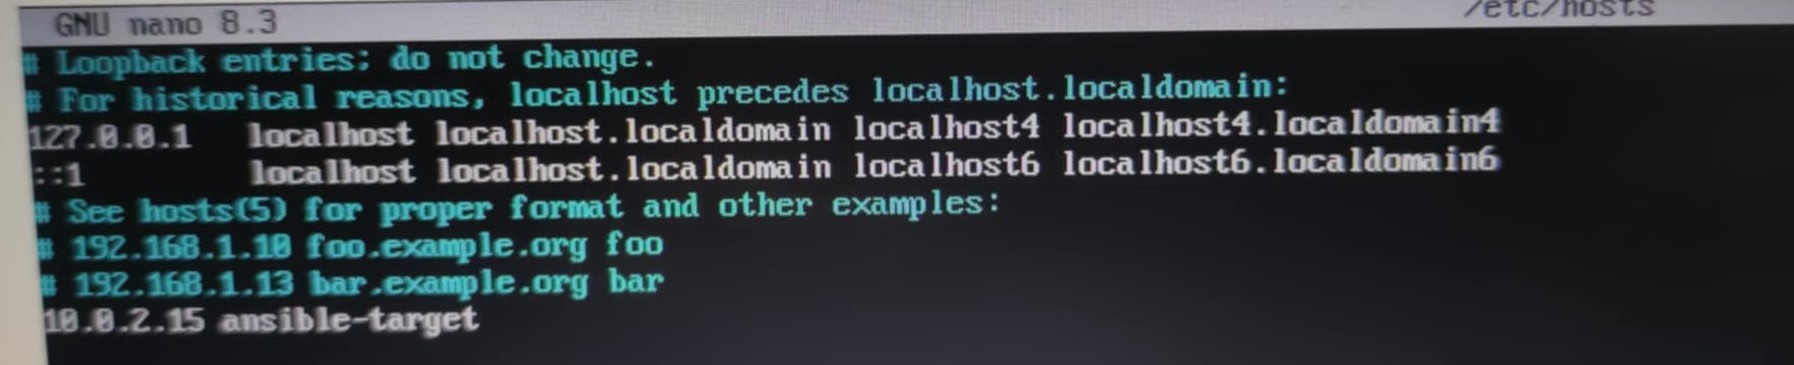 GNU nano 8.3 /etc/hosts
# Loopback entries; do not change.
# For historical reasons, localhost precedes localhost.localdomain:
127.0.0.1 localhost localhost.localdomain localhost4 localhost4.localdomain4
::1 localhost localhost.localdomain localhost6 localhost6.localdomain6
# See hosts(5) for proper format and other examples:
# 192.168.1.10 foo.example.org foo
# 192.168.1.13 bar.example.org bar
10.0.2.15 ansible-target